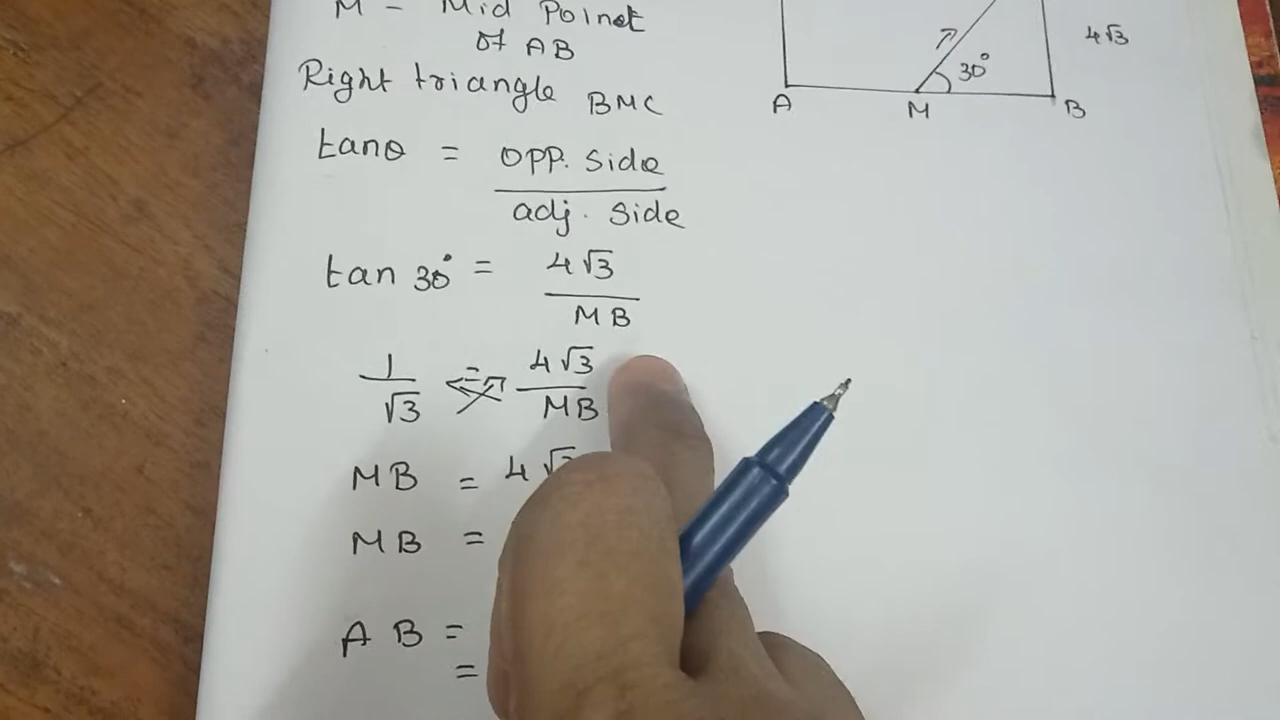 M - Mid Poinet
of AB
Right triangle BMC
tanθ = opp. side / adj. side
tan 30° = 4√3 / MB
1/√3 = 4√3 / MB
MB = 4
MB =
AB =
=
4√3
30°
A M B